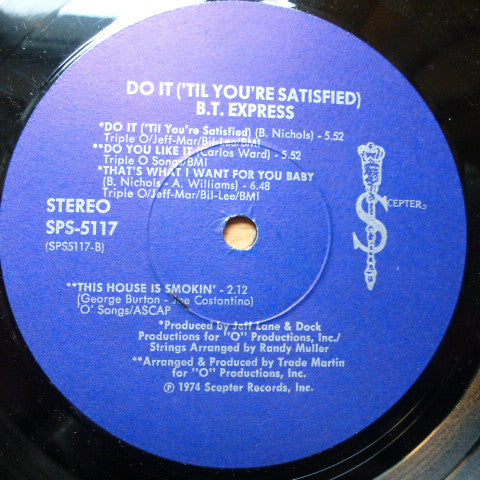 DO IT ('TIL YOU'RE SATISFIED)
B.T. EXPRESS
*DO IT ('Til You're Satisfied) (B. Nichols) - 5.52
Triple O/Jeff-Mar/Bil-Lee/BMI
**DO YOU LIKE IT (Carlos Ward) - 5.52
Triple O Songs/BMI
*THAT'S WHAT I WANT FOR YOU BABY
(B. Nichols - A. Williams) - 6.48
Triple O/Jeff-Mar/Bil-Lee/BMI
STEREO
SPS-5117
(SPS5117-B)
SCEPTER
**THIS HOUSE IS SMOKIN' - 2.12
(George Burton - Joe Costantino)
'O' Songs/ASCAP
*Produced by Jeff Lane & Dock
Productions for "O" Productions, Inc./
Strings Arranged by Randy Muller
**Arranged & Produced by Trade Martin
for "O" Productions, Inc.
℗ 1974 Scepter Records, Inc.